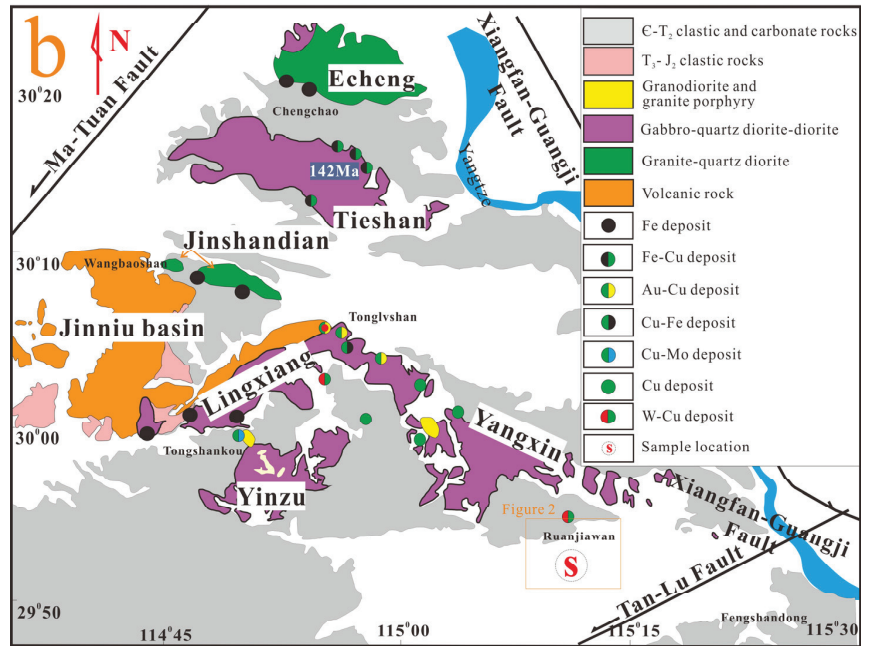 b
N
Ma-Tuan Fault
Xiangfan-Guangji
Fault
Yangtze
Echeng
30°20
Chengchao
142Ma
Tieshan
30°10
Jinshandian
Wangbaoshan
Jinniu basin
Tonglvshan
Lingxiang
30°00
Tongshankou
Yangxin
Yinzu
Figure 2
Ruanjiawan
S
Xiangfan-Guangji
Fault
Tan-Lu Fault
29°50
Fengshandong
114°45
115°00
115°15
115°30
Є-T₂ clastic and carbonate rocks
T₃- J₂ clastic rocks
Granodiorite and
granite porphyry
Gabbro-quartz diorite-diorite
Granite-quartz diorite
Volcanic rock
Fe deposit
Fe-Cu deposit
Au-Cu deposit
Cu-Fe deposit
Cu-Mo deposit
Cu deposit
W-Cu deposit
S
Sample location